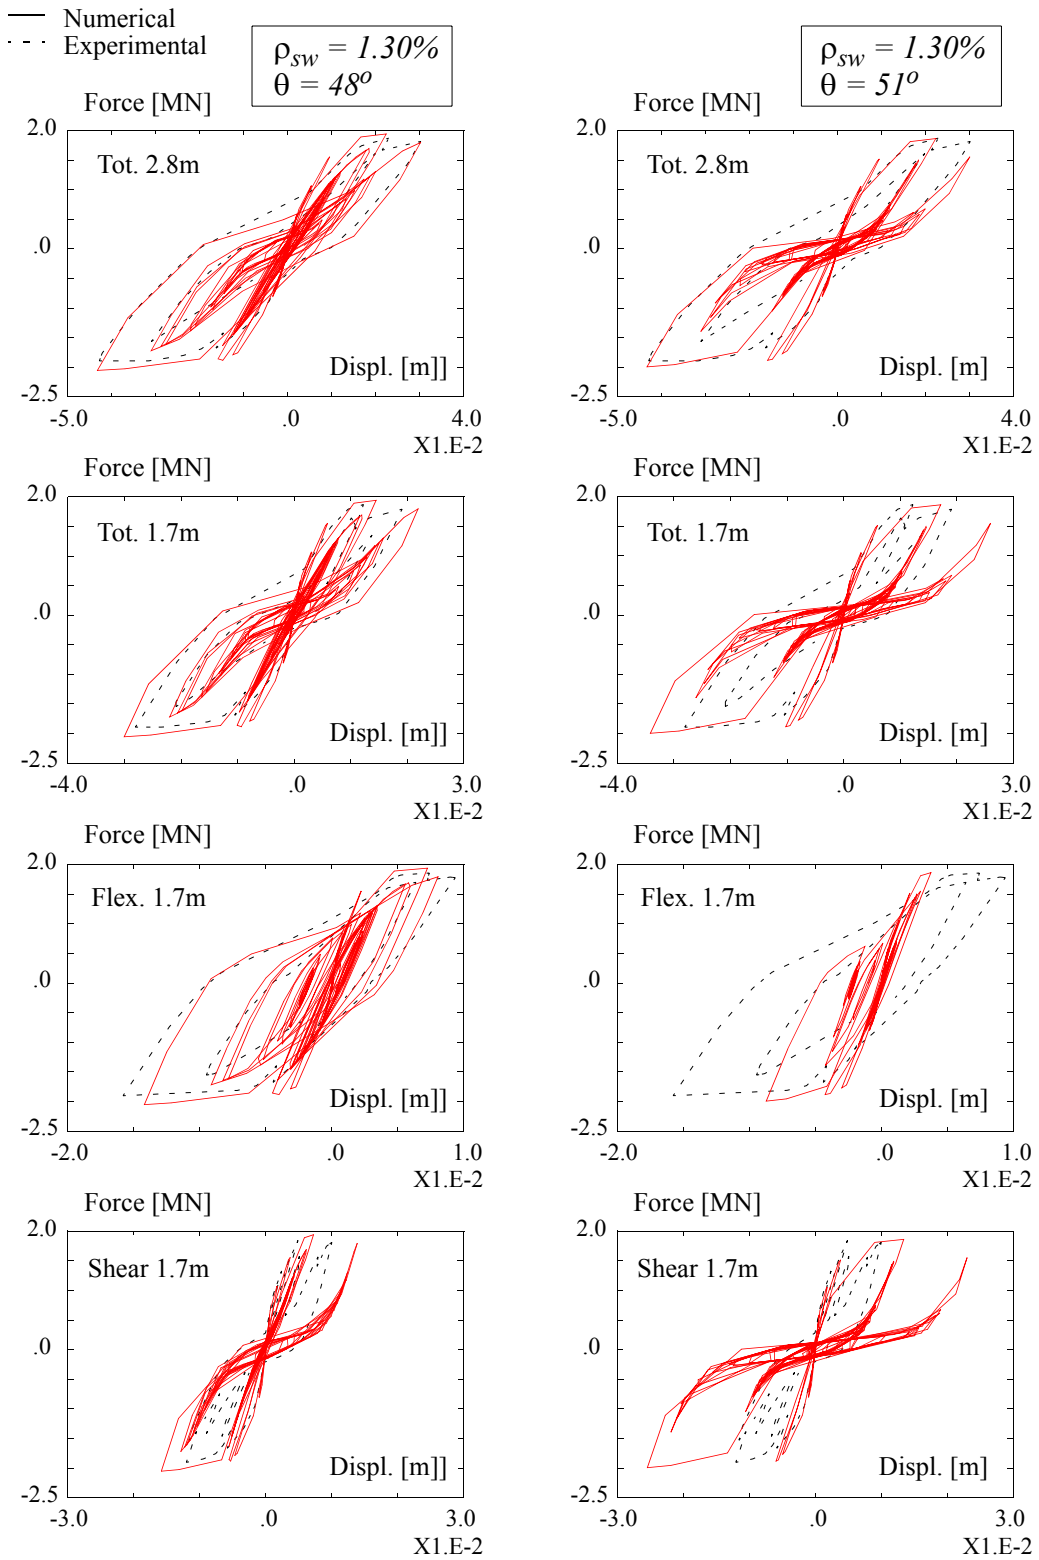 Numerical
Experimental
ρsw = 1.30%
θ = 48o
ρsw = 1.30%
θ = 51o
Force [MN]
2.0
Tot. 2.8m
.0
Displ. [m]]
-2.5
-5.0 .0 4.0
X1.E-2
Force [MN]
2.0
Tot. 2.8m
.0
Displ. [m]
-2.5
-5.0 .0 4.0
X1.E-2
Force [MN]
2.0
Tot. 1.7m
.0
Displ. [m]]
-2.5
-4.0 .0 3.0
X1.E-2
Force [MN]
2.0
Tot. 1.7m
.0
Displ. [m]
-2.5
-4.0 .0 3.0
X1.E-2
Force [MN]
2.0
Flex. 1.7m
.0
Displ. [m]]
-2.5
-2.0 .0 1.0
X1.E-2
Force [MN]
2.0
Flex. 1.7m
.0
Displ. [m]
-2.5
-2.0 .0 1.0
X1.E-2
Force [MN]
2.0
Shear 1.7m
.0
Displ. [m]]
-2.5
-3.0 .0 3.0
X1.E-2
Force [MN]
2.0
Shear 1.7m
.0
Displ. [m]
-2.5
-3.0 .0 3.0
X1.E-2